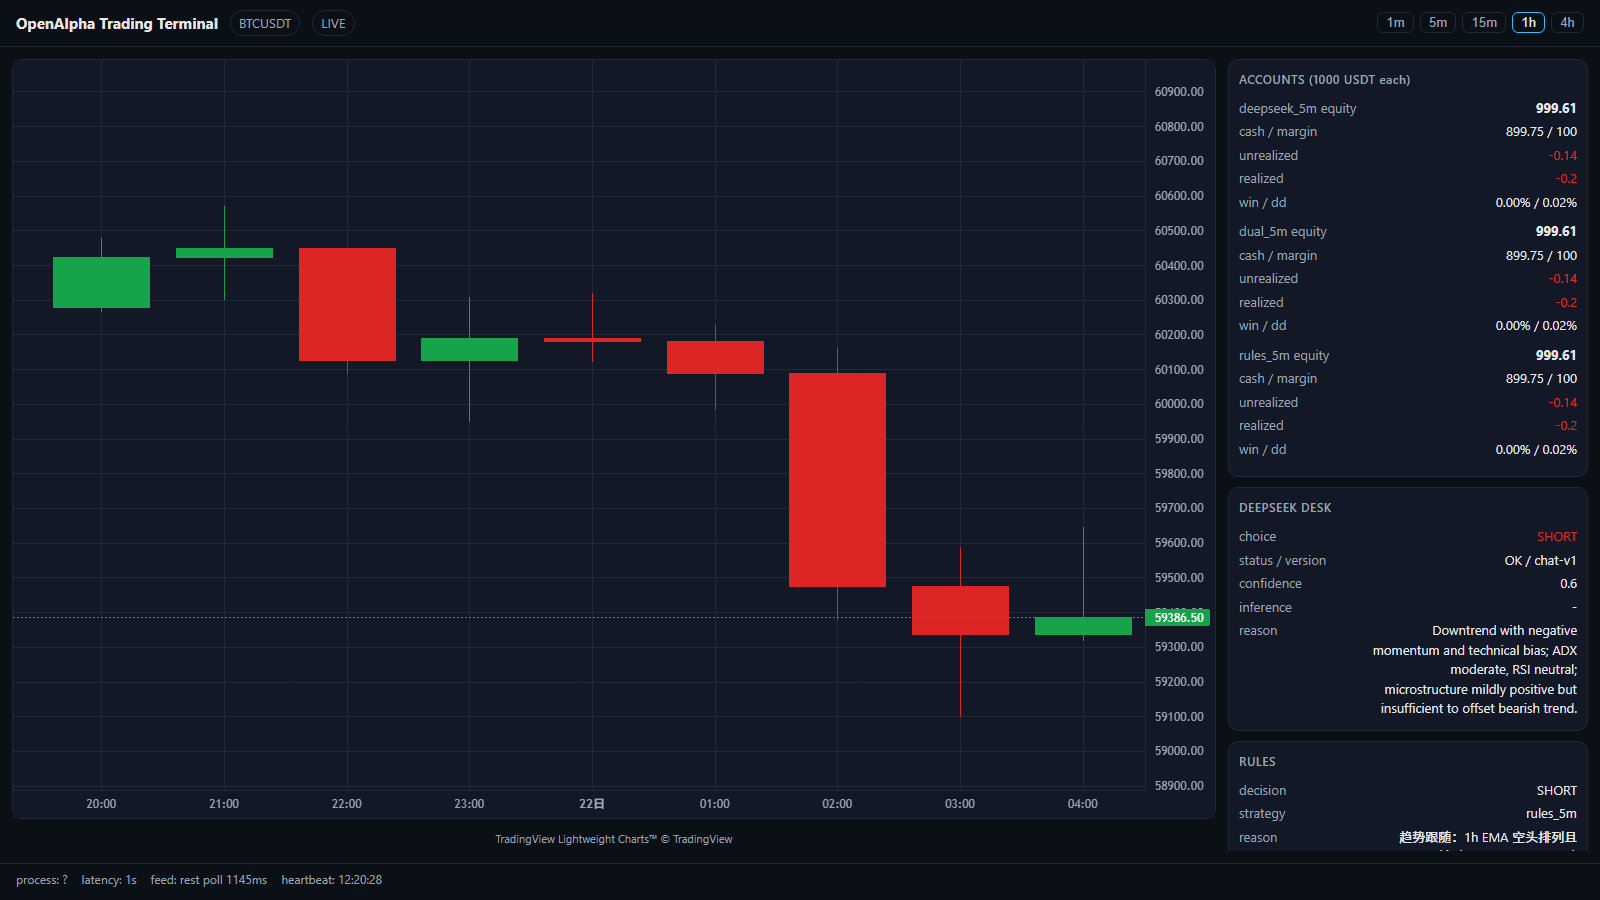 OpenAlpha Trading Terminal
BTCUSDT
LIVE
1m
5m
15m
1h
4h
60900.00
60800.00
60700.00
60600.00
60500.00
60400.00
60300.00
60200.00
60100.00
60000.00
59900.00
59800.00
59700.00
59600.00
59500.00
59386.50
59300.00
59200.00
59100.00
59000.00
58900.00
20:00
21:00
22:00
23:00
22日
01:00
02:00
03:00
04:00
TradingView Lightweight Charts™ © TradingView
ACCOUNTS (1000 USDT each)
deepseek_5m equity 999.61
cash / margin 899.75 / 100
unrealized -0.14
realized -0.2
win / dd 0.00% / 0.02%
dual_5m equity 999.61
cash / margin 899.75 / 100
unrealized -0.14
realized -0.2
win / dd 0.00% / 0.02%
rules_5m equity 999.61
cash / margin 899.75 / 100
unrealized -0.14
realized -0.2
win / dd 0.00% / 0.02%
DEEPSEEK DESK
choice SHORT
status / version OK / chat-v1
confidence 0.6
inference -
reason Downtrend with negative
momentum and technical bias; ADX
moderate, RSI neutral;
microstructure mildly positive but
insufficient to offset bearish trend.
RULES
decision SHORT
strategy rules_5m
reason 趋势跟随：1h EMA 空头排列且
process: ? latency: 1s feed: rest poll 1145ms heartbeat: 12:20:28